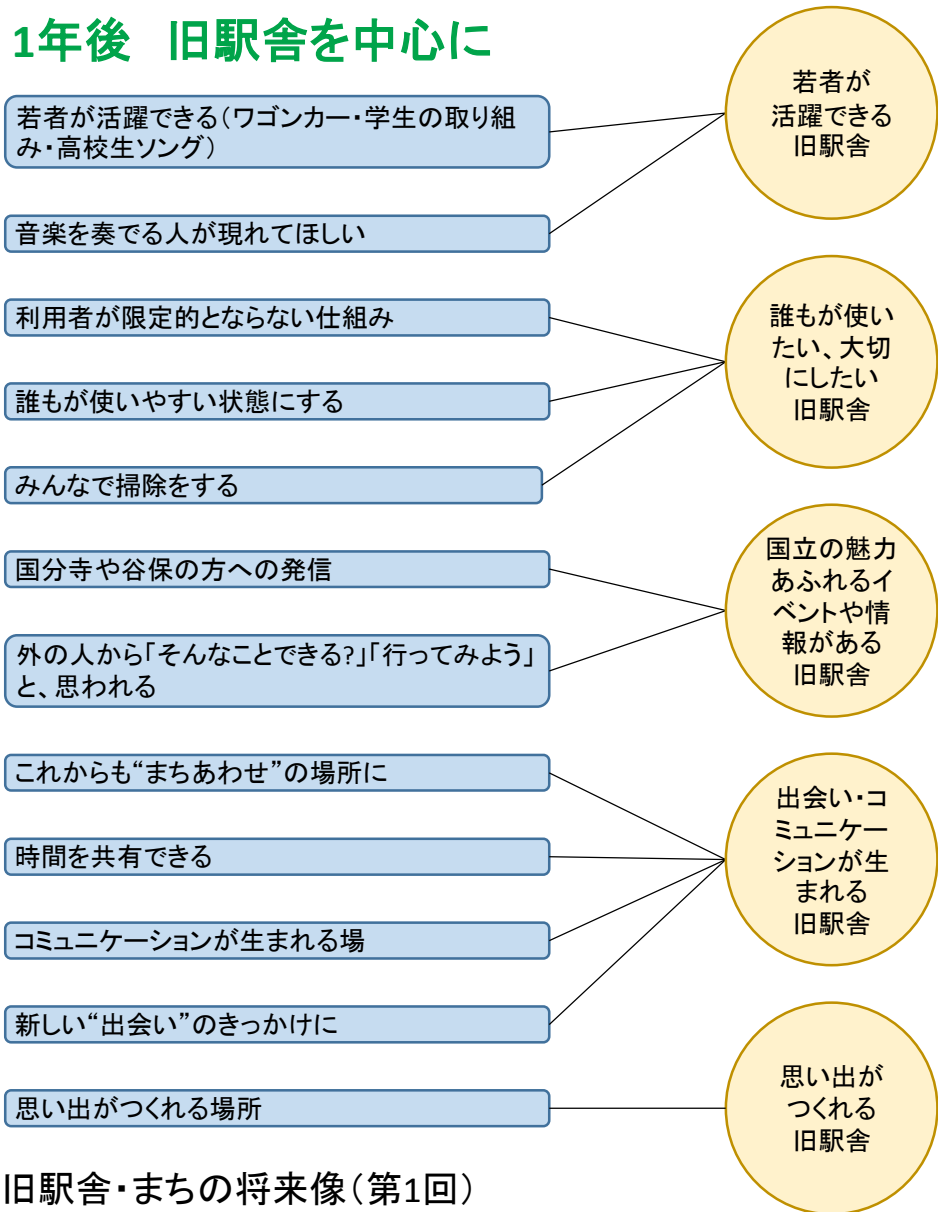 1年後 旧駅舎を中心に
若者が活躍できる（ワゴンカー・学生の取り組
み・高校生ソング）
音楽を奏でる人が現れてほしい
若者が
活躍できる
旧駅舎
利用者が限定的とならない仕組み
誰もが使いやすい状態にする
みんなで掃除をする
誰もが使い
たい、大切
にしたい
旧駅舎
国分寺や谷保の方への発信
外の人から「そんなことできる?」「行ってみよう」
と、思われる
国立の魅力
あふれるイ
ベントや情
報がある
旧駅舎
これからも“まちあわせ”の場所に
時間を共有できる
コミュニケーションが生まれる場
新しい“出会い”のきっかけに
出会い・コ
ミュニケー
ションが生
まれる
旧駅舎
思い出がつくれる場所
思い出が
つくれる
旧駅舎
旧駅舎・まちの将来像（第1回）